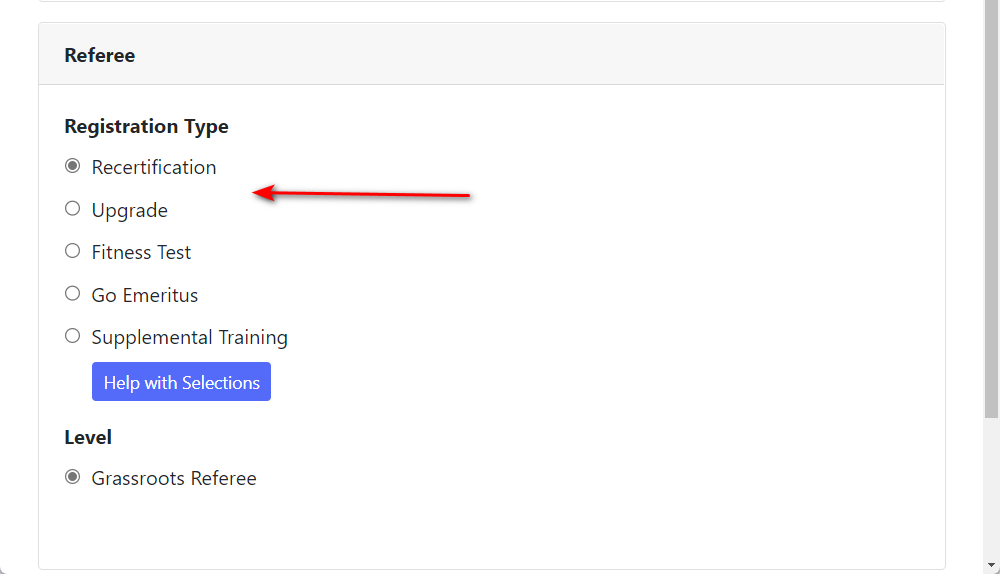 Referee
Registration Type
Recertification
Upgrade
Fitness Test
Go Emeritus
Supplemental Training
Help with Selections
Level
Grassroots Referee